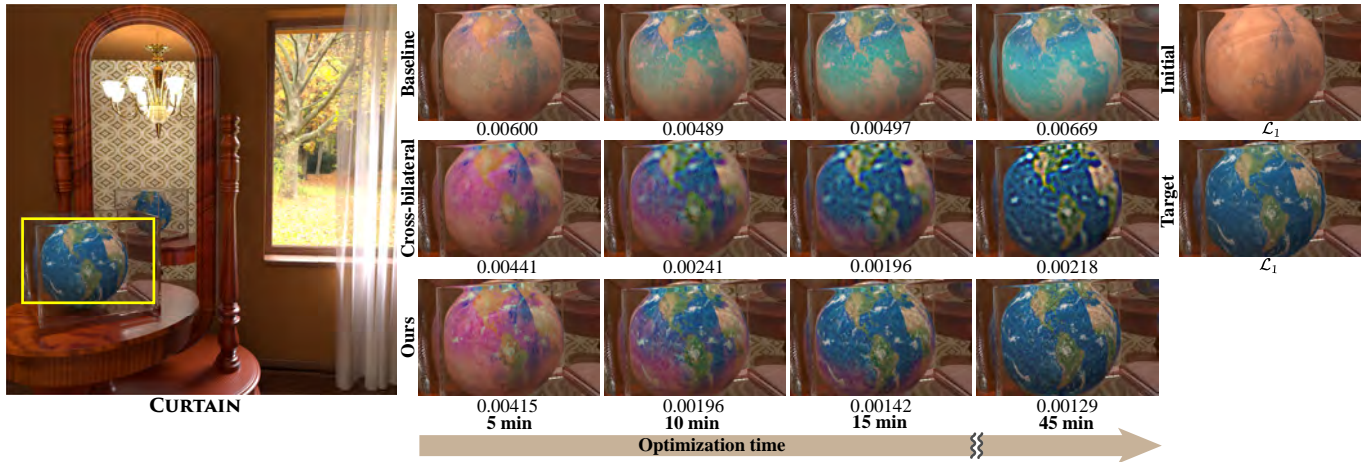 Baseline
0.00600 0.00489 0.00497 0.00669
Initial
ℒ₁
Cross-bilateral
0.00441 0.00241 0.00196 0.00218
Target
ℒ₁
Ours
0.00415 0.00196 0.00142 0.00129
5 min 10 min 15 min 45 min
Optimization time
CURTAIN